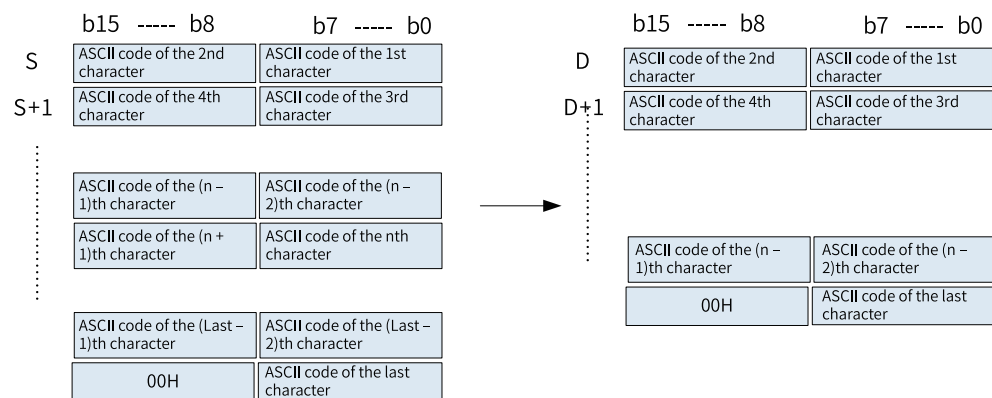 b15 ----- b8
b7 ----- b0
S
ASCII code of the 2nd
character
ASCII code of the 1st
character
S+1
ASCII code of the 4th
character
ASCII code of the 3rd
character
ASCII code of the (n –
1)th character
ASCII code of the (n –
2)th character
ASCII code of the (n +
1)th character
ASCII code of the nth
character
ASCII code of the (Last –
1)th character
ASCII code of the (Last –
2)th character
00H
ASCII code of the last
character
b15 ----- b8
b7 ----- b0
D
ASCII code of the 2nd
character
ASCII code of the 1st
character
D+1
ASCII code of the 4th
character
ASCII code of the 3rd
character
ASCII code of the (n –
1)th character
ASCII code of the (n –
2)th character
00H
ASCII code of the last
character